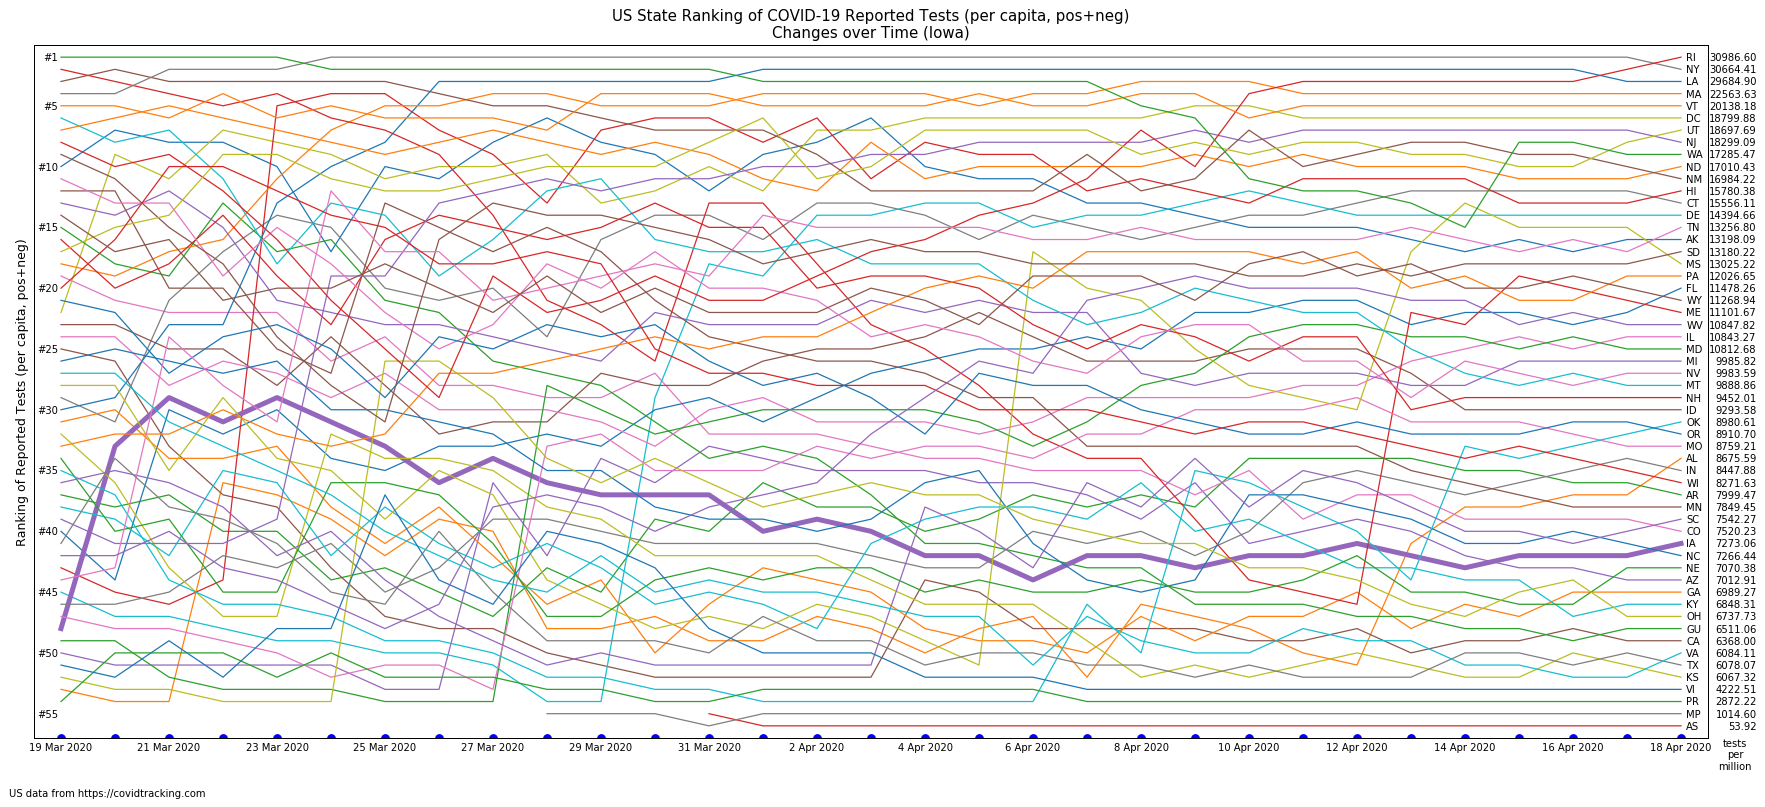 US State Ranking of COVID-19 Reported Tests (per capita, pos+neg)
Changes over Time (Iowa)
Ranking of Reported Tests (per capita, pos+neg)
#1
#5
#10
#15
#20
#25
#30
#35
#40
#45
#50
#55
RI 30986.60
NY 30664.41
LA 29684.90
MA 22563.63
VT 20138.18
DC 18799.88
UT 18697.69
NJ 18299.09
WA 17285.47
ND 17010.43
NM 16984.22
HI 15780.38
CT 15556.11
DE 14394.66
TN 13256.80
AK 13198.09
SD 13180.22
MS 13025.22
PA 12026.65
FL 11478.26
WY 11268.94
ME 11101.67
WV 10847.82
IL 10843.27
MD 10812.68
MI 9985.82
NV 9983.59
MT 9888.86
NH 9452.01
ID 9293.58
OK 8980.61
OR 8910.70
MO 8759.21
AL 8675.59
IN 8447.88
WI 8271.63
AR 7999.47
MN 7849.45
SC 7542.27
CO 7520.23
IA 7273.06
NC 7266.44
NE 7070.38
AZ 7012.91
GA 6989.27
KY 6848.31
OH 6737.73
GU 6511.06
CA 6368.00
VA 6084.11
TX 6078.07
KS 6067.32
VI 4222.51
PR 2872.22
MP 1014.60
AS 53.92
19 Mar 2020 21 Mar 2020 23 Mar 2020 25 Mar 2020 27 Mar 2020 29 Mar 2020 31 Mar 2020 2 Apr 2020 4 Apr 2020 6 Apr 2020 8 Apr 2020 10 Apr 2020 12 Apr 2020 14 Apr 2020 16 Apr 2020 18 Apr 2020
tests
per
million
US data from https://covidtracking.com